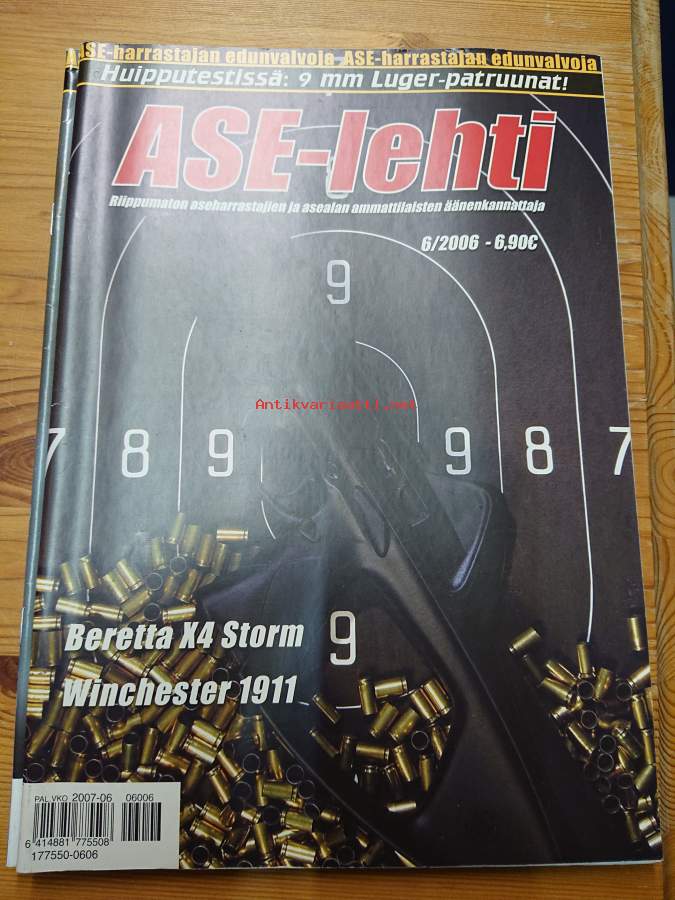 ASE-harrastajan edunvalvoja ASE-harrastajan edunvalvoja
Huipputestissä: 9 mm Luger-patruunat!
ASE-lehti
Riippumaton aseharrastajien ja asealan ammattilaisten äänenkannattaja
6/2006 - 6,90€
9
Antikvariaatti.net
7 8 9 9 8 7
9
Beretta X4 Storm
Winchester 1911
PAL.VKO 2007-06 06006
6 414881 775508
177550-0606